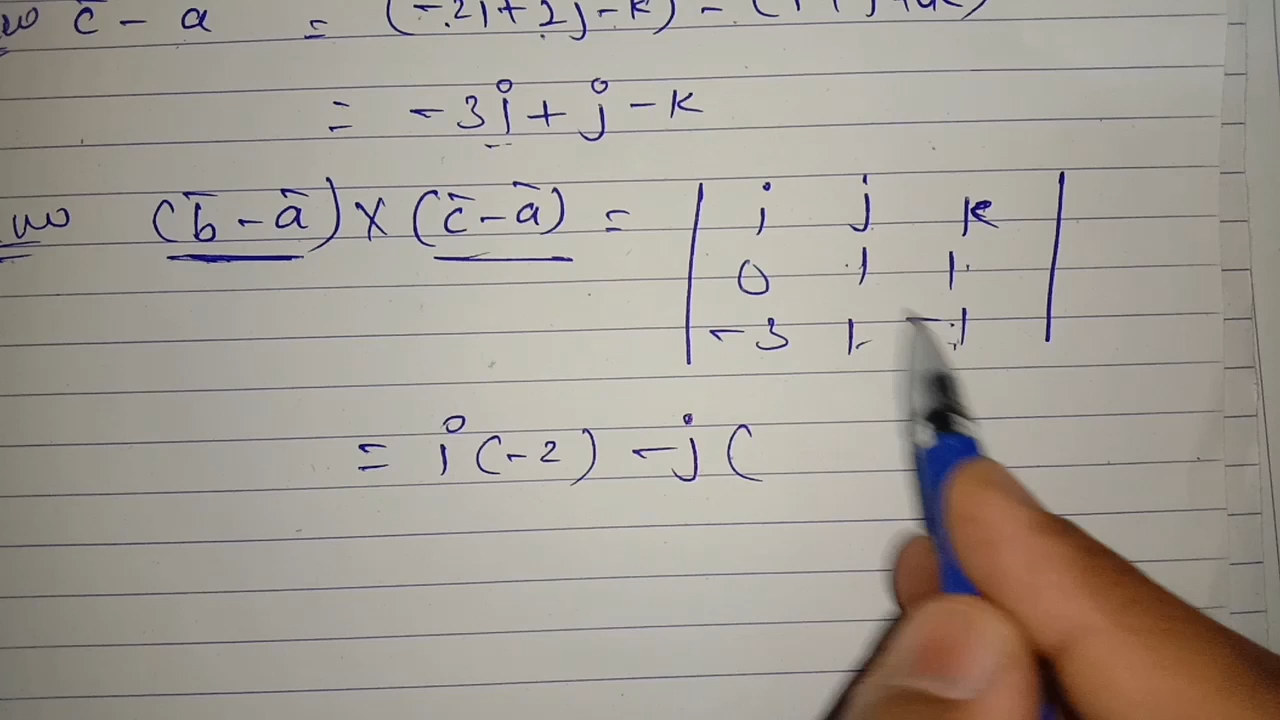 c̄ - a = (-2i+2j-k) - (i+j
= -3i+j-k
(b̄-ā)X(c̄-ā) = | i j k |
| 0 1 1 |
| -3 1 -1 |
= i(-2) -j(